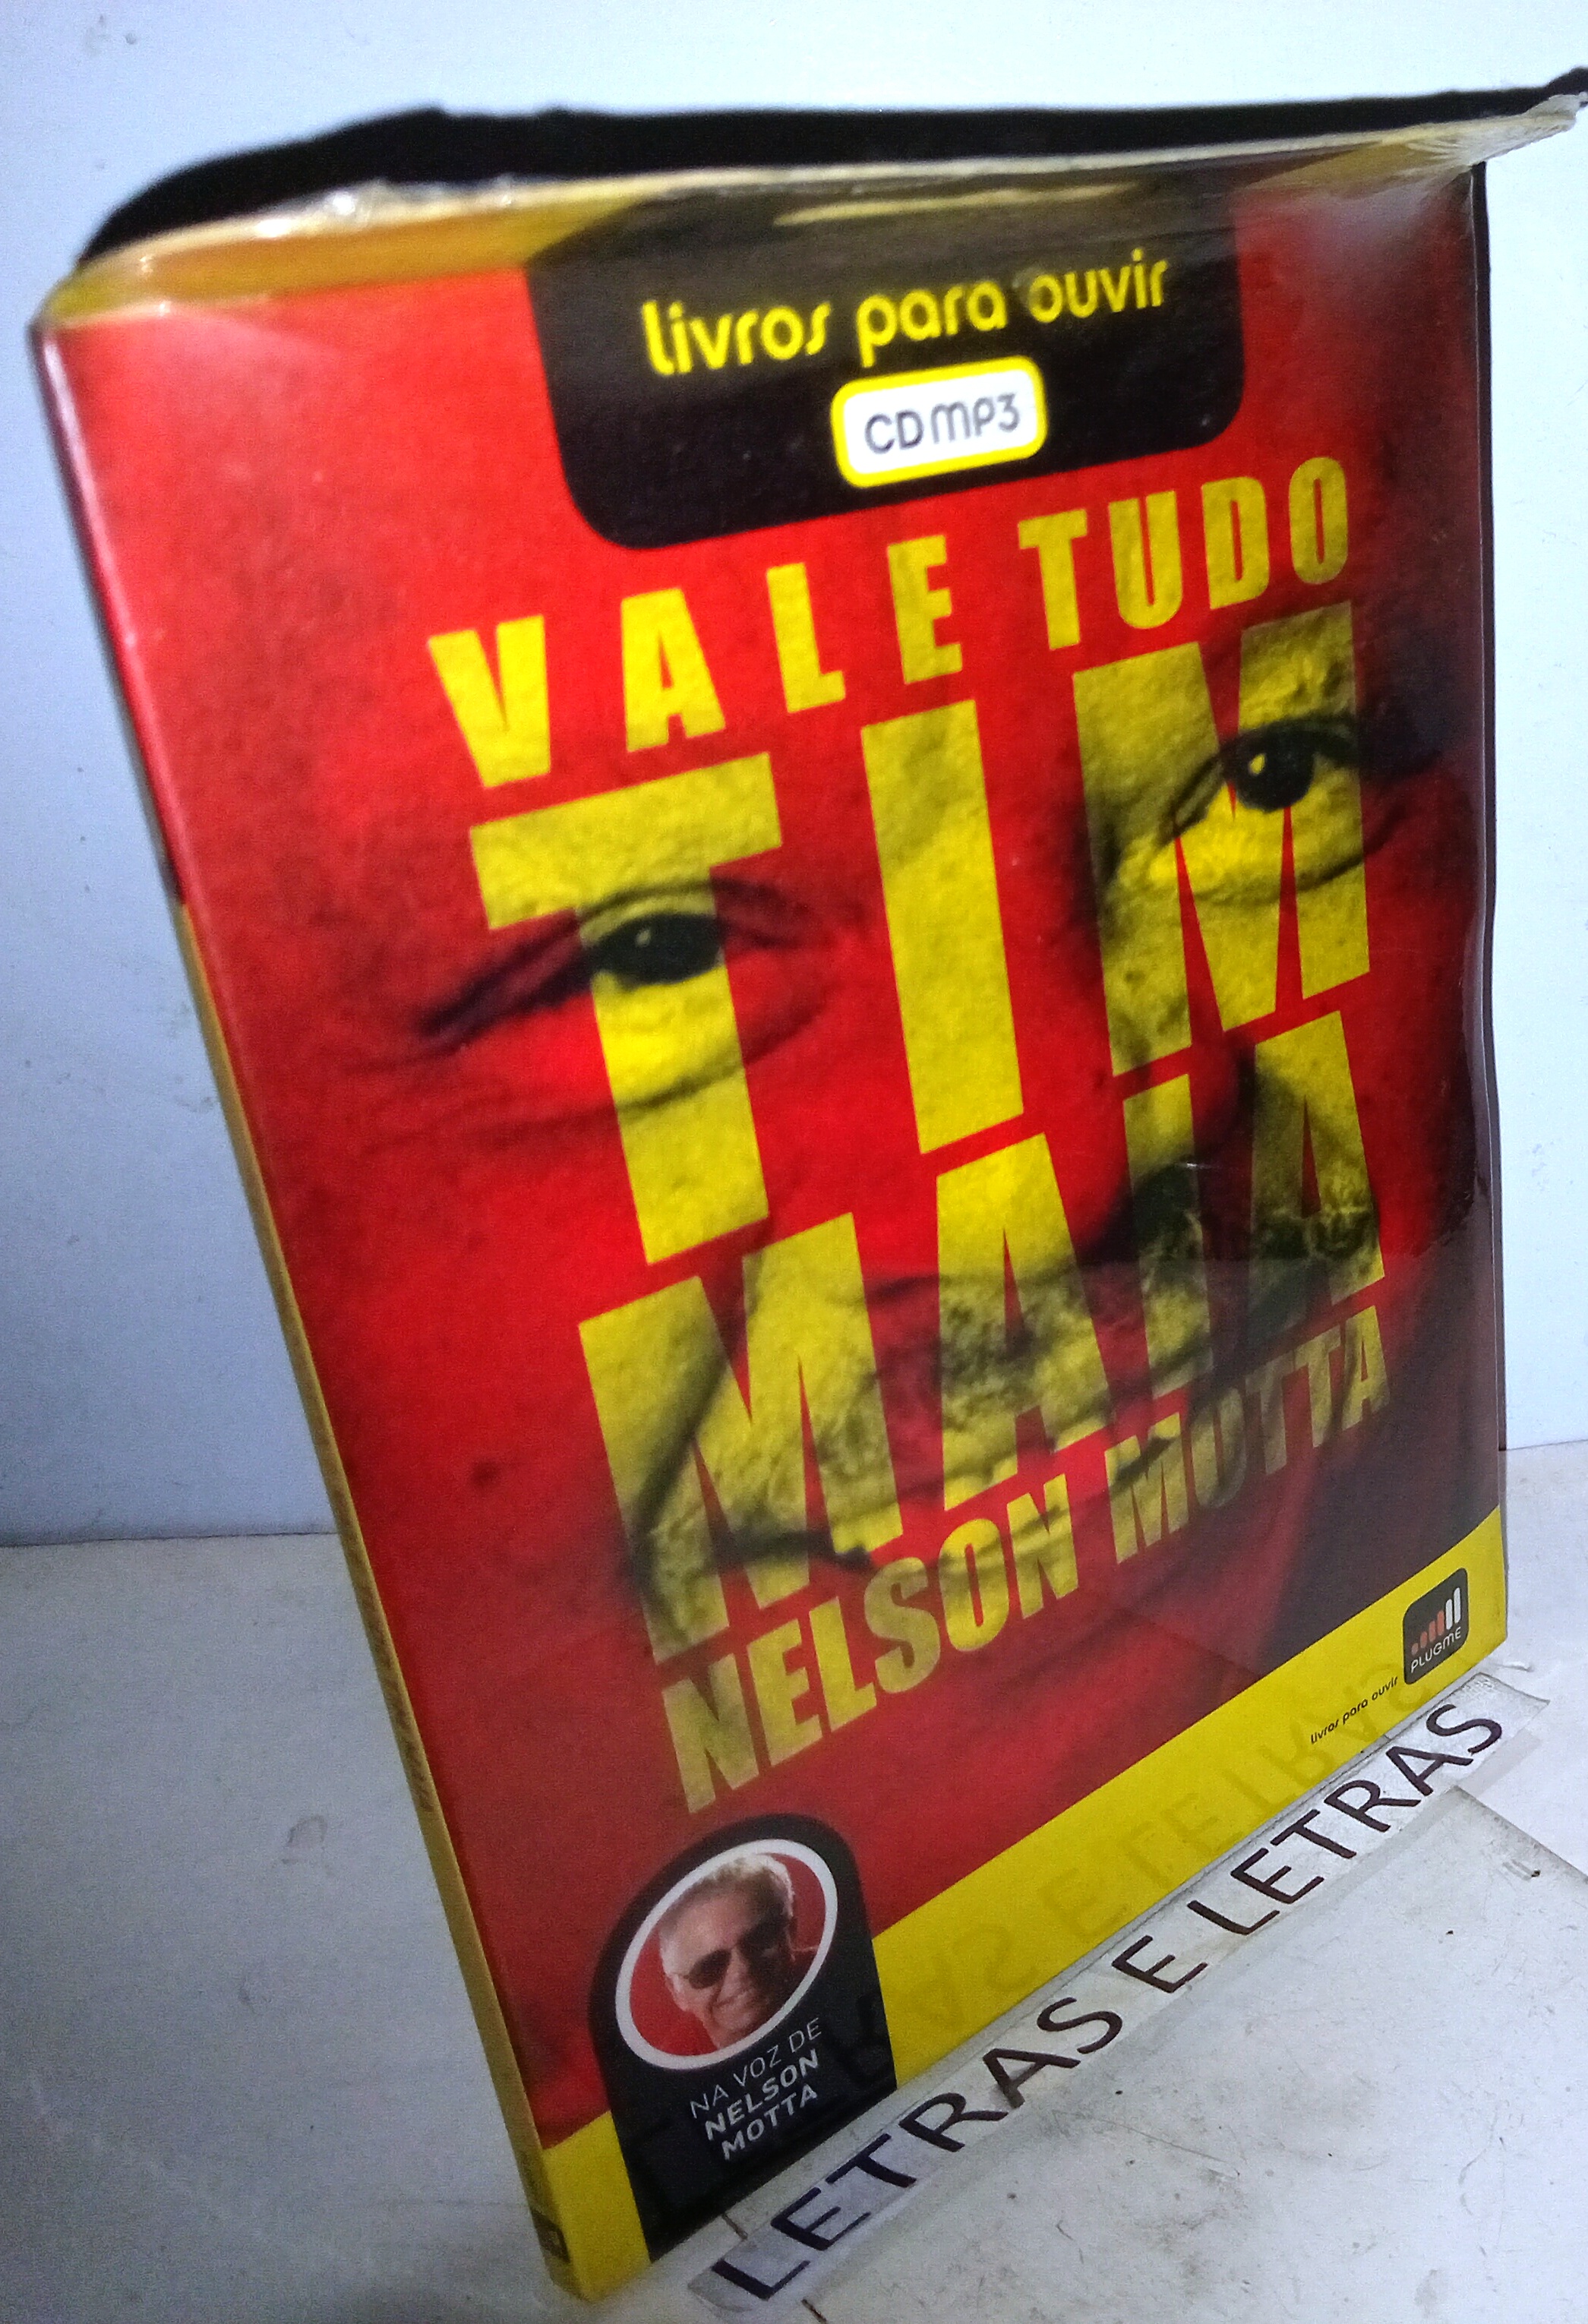 livros para ouvir
CD MP3
VALE TUDO
TIM
MAIA
NELSON MOTTA
PLUGME
livros para ouvir
NA VOZ DE
NELSON
MOTTA
LETRAS E LETRAS